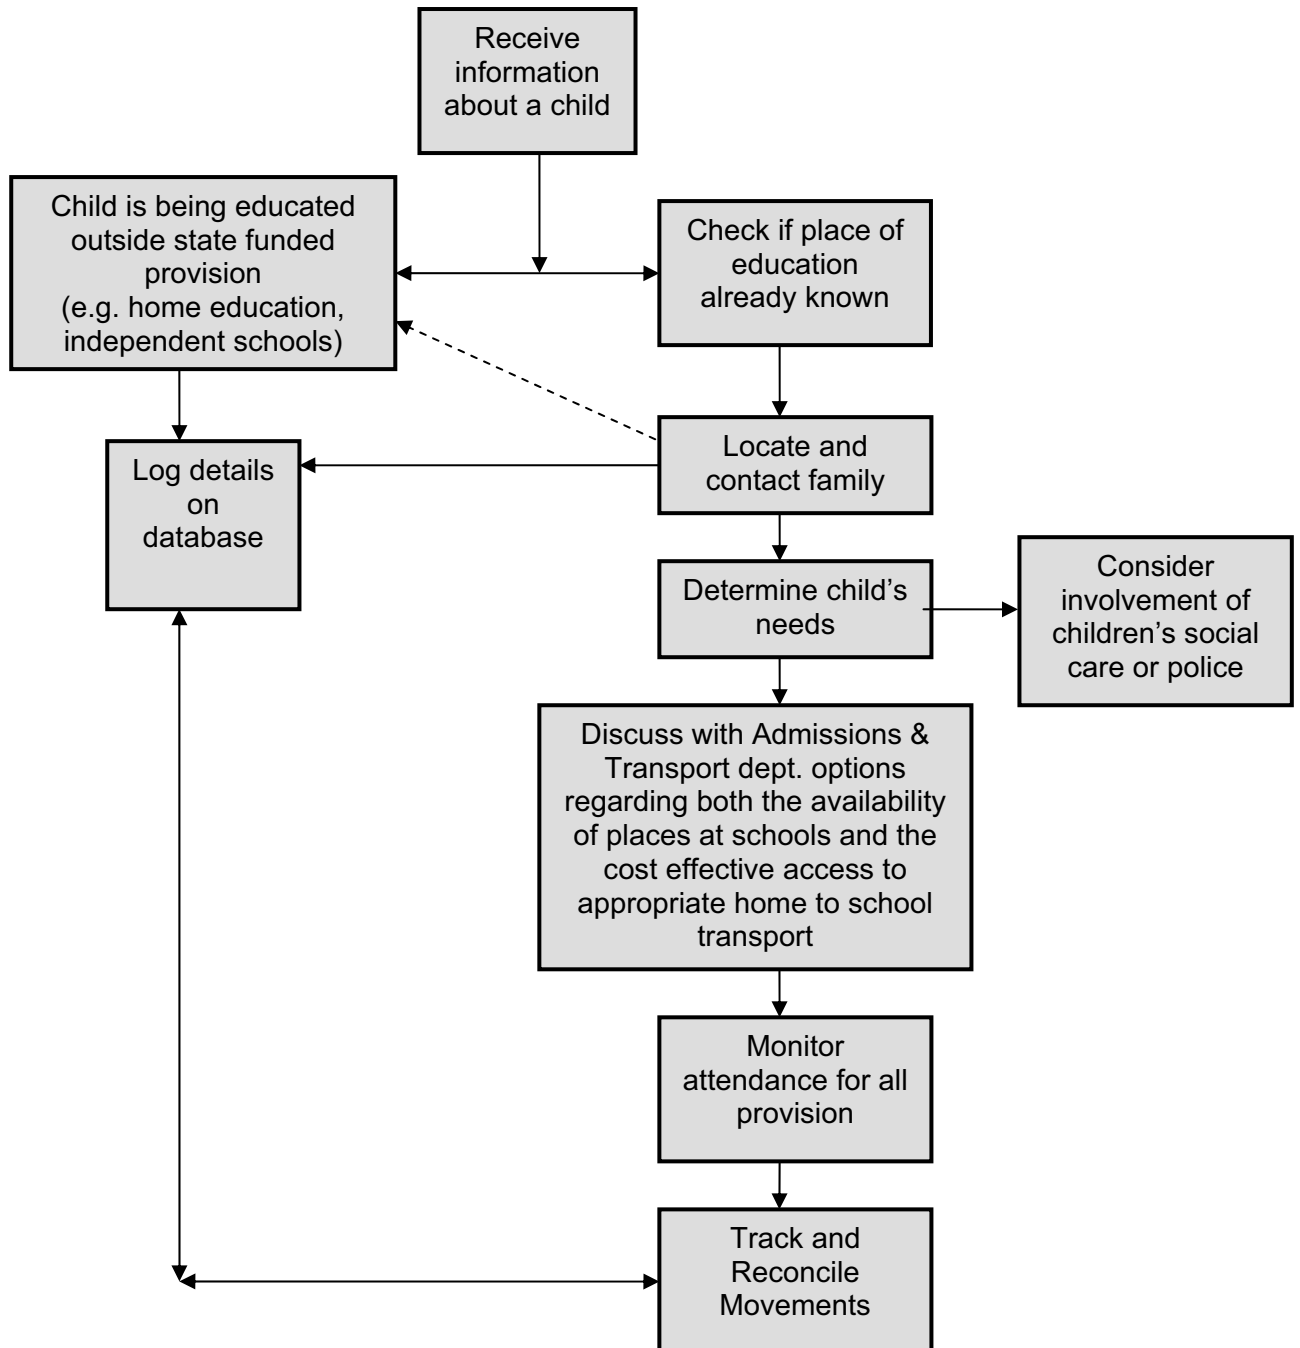 Receive
information
about a child
Child is being educated
outside state funded
provision
(e.g. home education,
independent schools)
Check if place of
education
already known
Locate and
contact family
Log details
on
database
Determine child’s
needs
Consider
involvement of
children’s social
care or police
Discuss with Admissions &
Transport dept. options
regarding both the availability
of places at schools and the
cost effective access to
appropriate home to school
transport
Monitor
attendance for all
provision
Track and
Reconcile
Movements